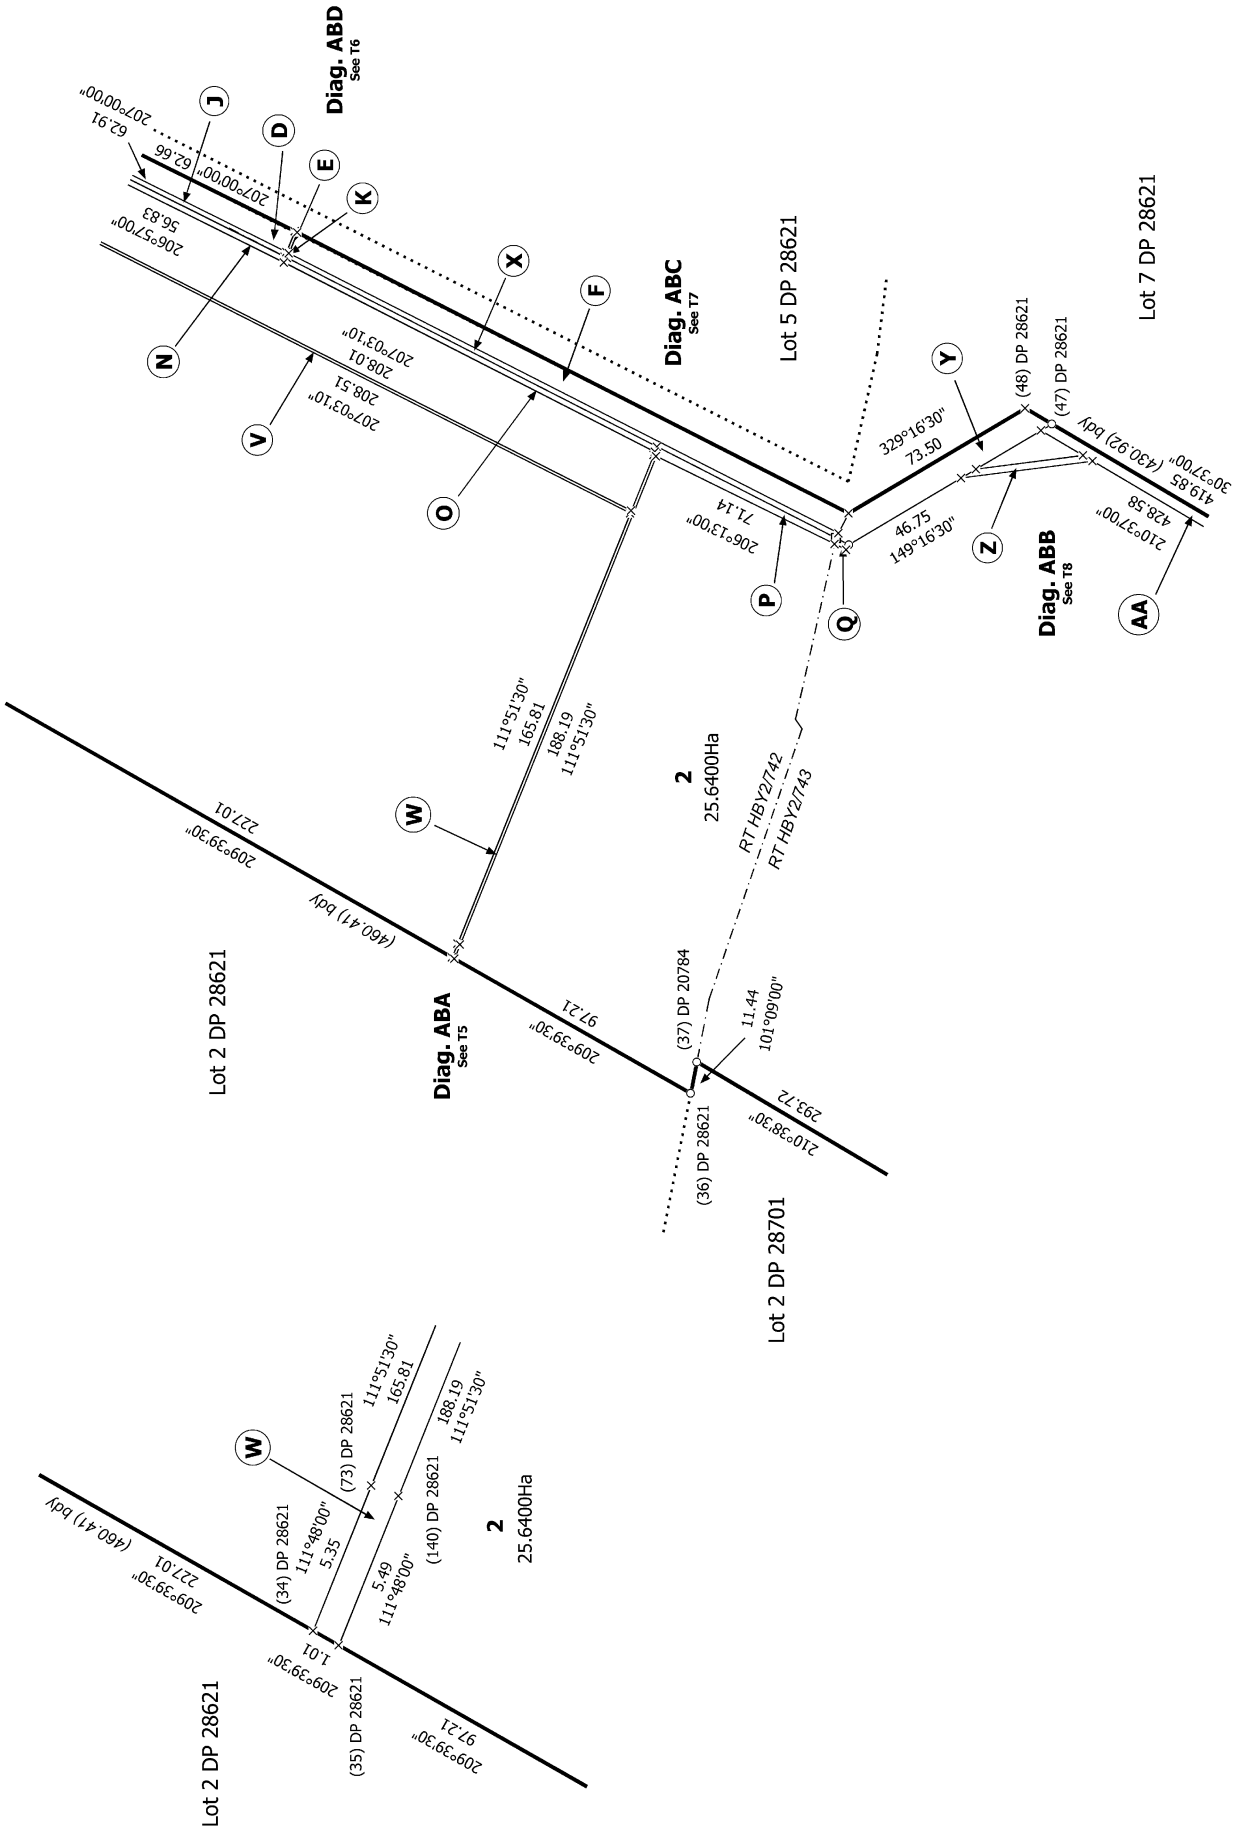 Diag. ABD
See T6
J
D
E
K
62.91
207°00'00"
62.66
207°00'00"
56.83
206°57'00"
N
X
F
V
207°03'10"
208.01
208.51
207°03'10"
O
Diag. ABC
See T7
Lot 5 DP 28621
Lot 7 DP 28621
Y
(48) DP 28621
(47) DP 28621
329°16'30"
73.50
(430.92) bdy
30°37'00"
419.85
428.58
210°37'00"
46.75
149°16'30"
Z
Diag. ABB
See T8
AA
71.14
206°13'00"
P
Q
111°51'30"
165.81
188.19
111°51'30"
W
2
25.6400Ha
RT HBY2/742
RT HBY2/743
227.01
209°39'30"
(460.41) bdy
Lot 2 DP 28621
Diag. ABA
See T5
97.21
209°39'30"
(37) DP 20784
11.44
101°09'00"
(36) DP 28621
293.72
210°38'30"
Lot 2 DP 28701
(460.41) bdy
227.01
209°39'30"
W
(34) DP 28621
(73) DP 28621
111°48'00"
5.35
111°51'30"
165.81
188.19
111°51'30"
(140) DP 28621
5.49
111°48'00"
2
25.6400Ha
1.01
209°39'30"
(35) DP 28621
97.21
209°39'30"
Lot 2 DP 28621